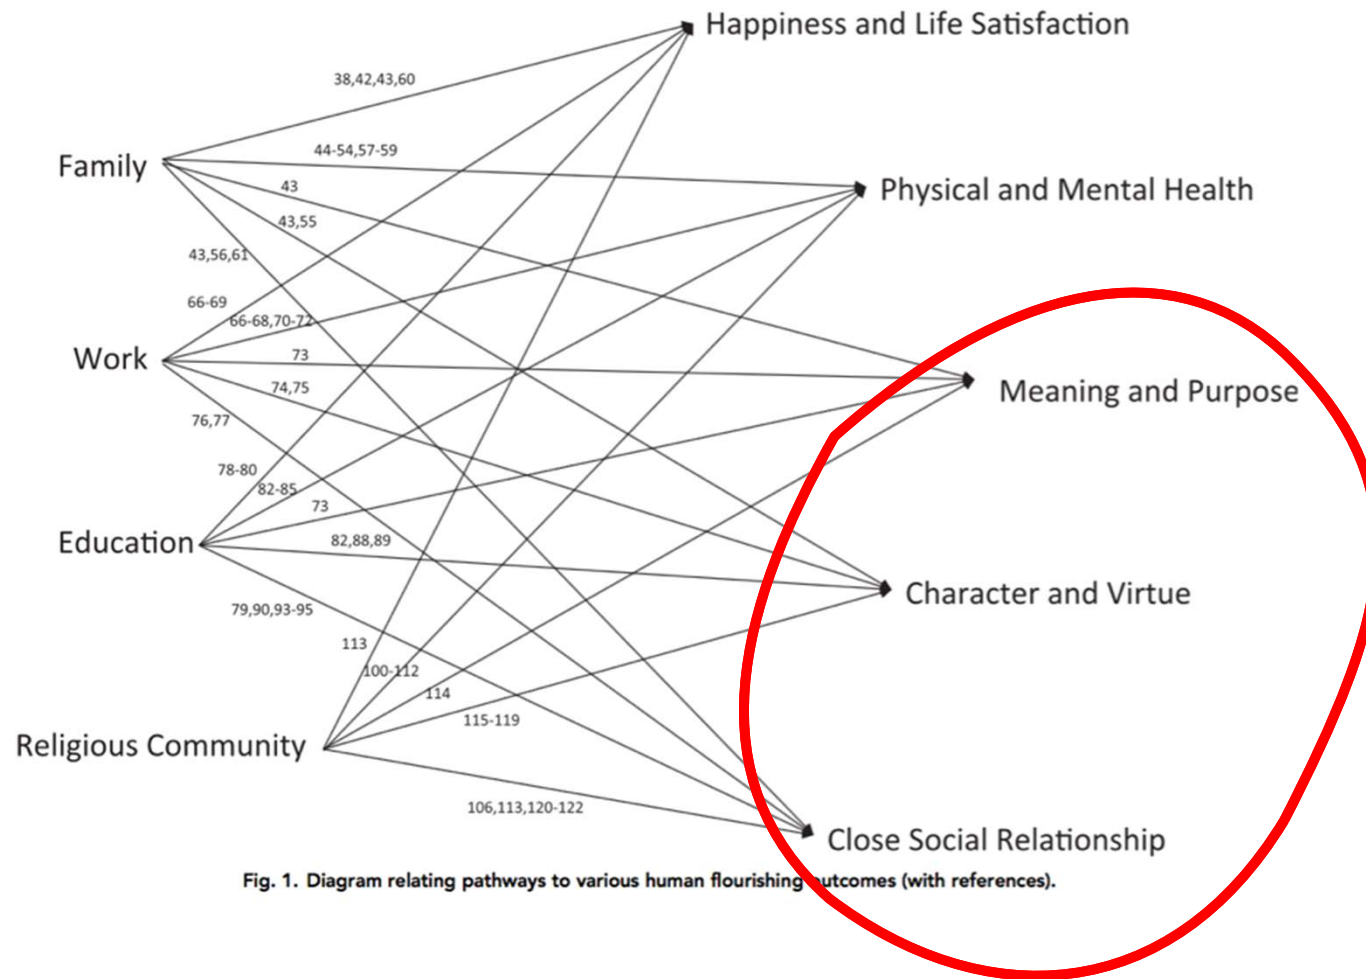 Happiness and Life Satisfaction
38,42,43,60
44-54,57-59
Family
Physical and Mental Health
43
43,55
43,56,61
66-69
66-68,70-72
Work
73
74,75
Meaning and Purpose
76,77
78-80
82-85
73
Education
82,88,89
Character and Virtue
79,90,93-95
113
100-112
114
115-119
Religious Community
106,113,120-122
Close Social Relationship
Fig. 1. Diagram relating pathways to various human flourishing outcomes (with references).